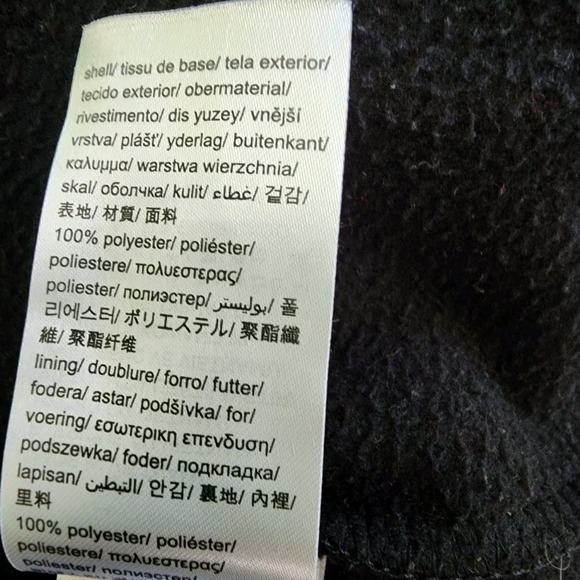 shell/ tissu de base/ tela exterior/
tecido exterior/ obermaterial/
rivestimento/ dis yuzey/ vnější
vrstva/ plášť/ yderlag/ buitenkant/
καλυμμα/ warstwa wierzchnia/
skal/ оболчка/ kulit/ غطاء/ 겉감/
表地/ 材質/ 面料
100% polyester/ poliéster/
poliestere/ πολυεστερας/
poliester/ полиэстер/ بوليستر/ 폴
리에스터/ ポリエステル/ 聚酯纖
維/ 聚酯纤维
lining/ doublure/ forro/ futter/
fodera/ astar/ podšívka/ for/
voering/ εσωτερικη επενδυση/
podszewka/ foder/ подкладка/
lapisan/ التبطين/ 안감/ 裏地/ 內裡/
里料
100% polyester/ poliéster/
poliestere/ πολυεστερας/
poliester/ полиэстер/